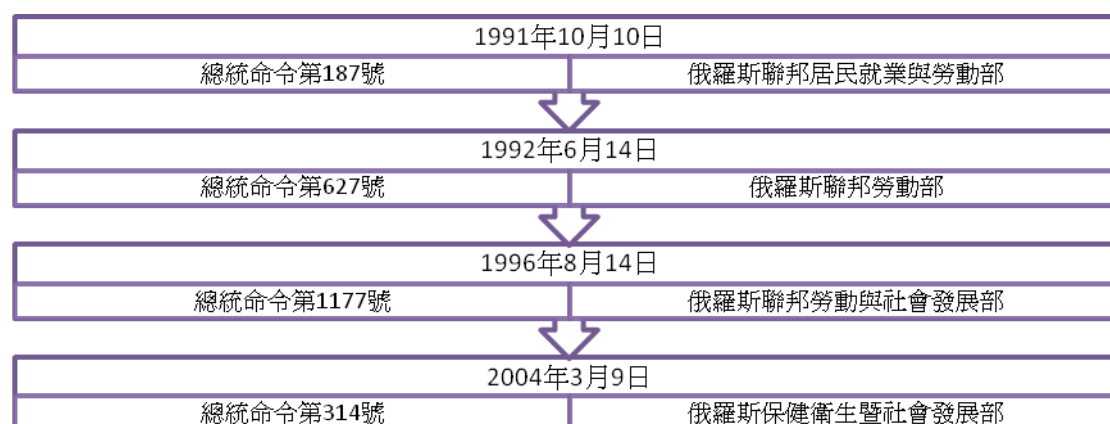 1991年10月10日
總統命令第187號 俄羅斯聯邦居民就業與勞動部
1992年6月14日
總統命令第627號 俄羅斯聯邦勞動部
1996年8月14日
總統命令第1177號 俄羅斯聯邦勞動與社會發展部
2004年3月9日
總統命令第314號 俄羅斯保健衛生暨社會發展部